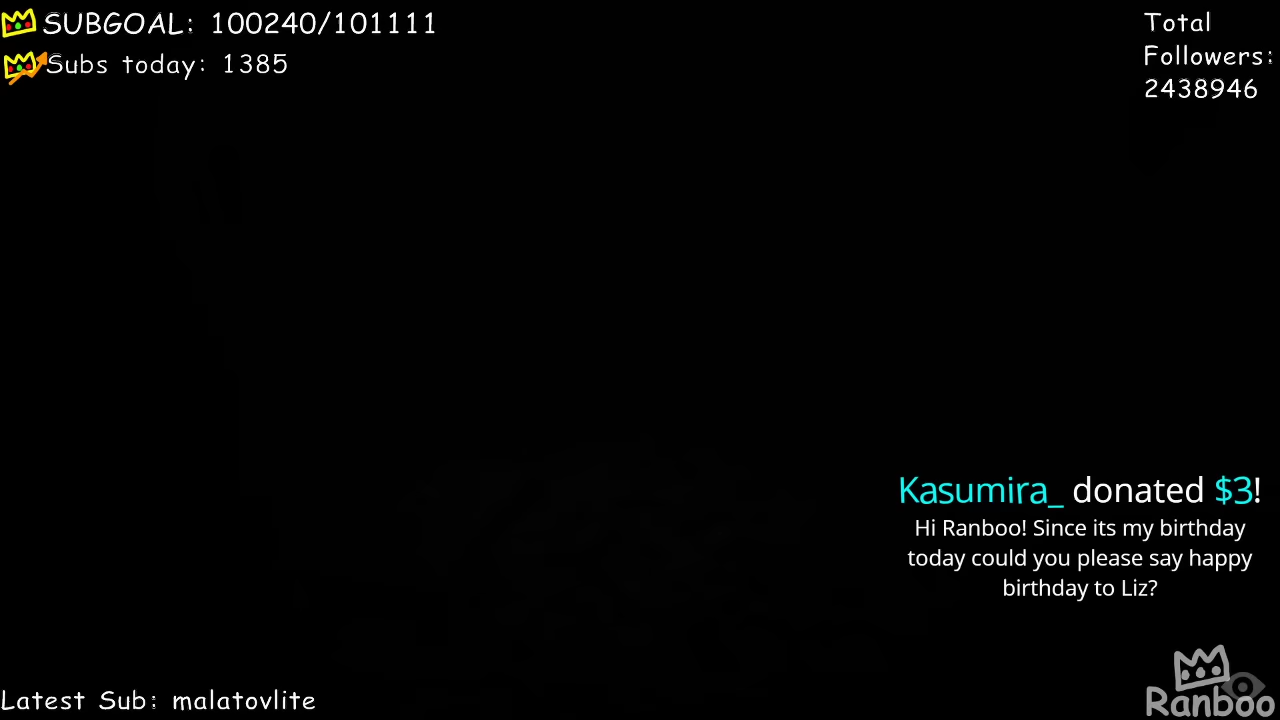 SUBGOAL: 100240/101111
Subs today: 1385
Total
Followers:
2438946
Kasumira_ donated $3!
Hi Ranboo! Since its my birthday
today could you please say happy
birthday to Liz?
Latest Sub: malatovlite
Ranboo